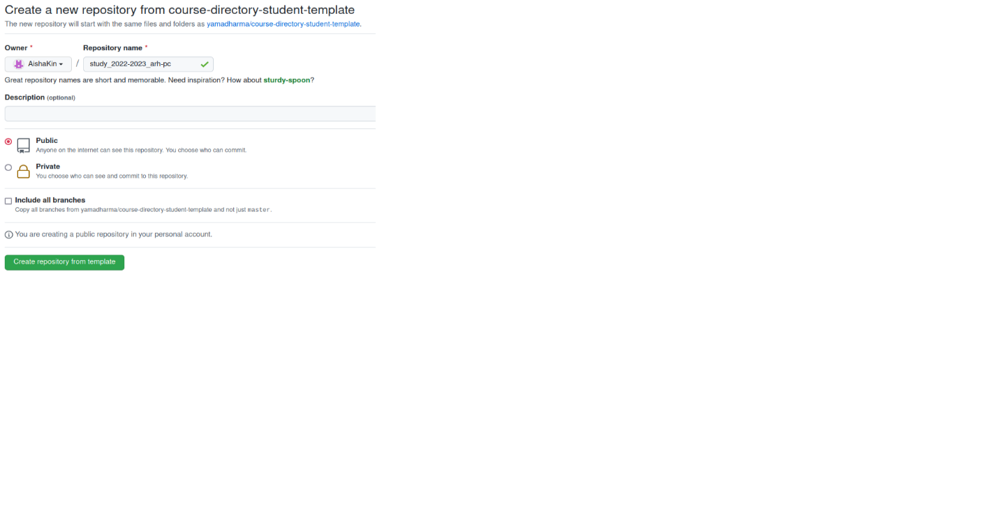 Create a new repository from course-directory-student-template
The new repository will start with the same files and folders as yamadharma/course-directory-student-template.
Owner * Repository name *
AishaKin / study_2022-2023_arh-pc
Great repository names are short and memorable. Need inspiration? How about sturdy-spoon?
Description (optional)
Public
Anyone on the internet can see this repository. You choose who can commit.
Private
You choose who can see and commit to this repository.
Include all branches
Copy all branches from yamadharma/course-directory-student-template and not just master.
You are creating a public repository in your personal account.
Create repository from template